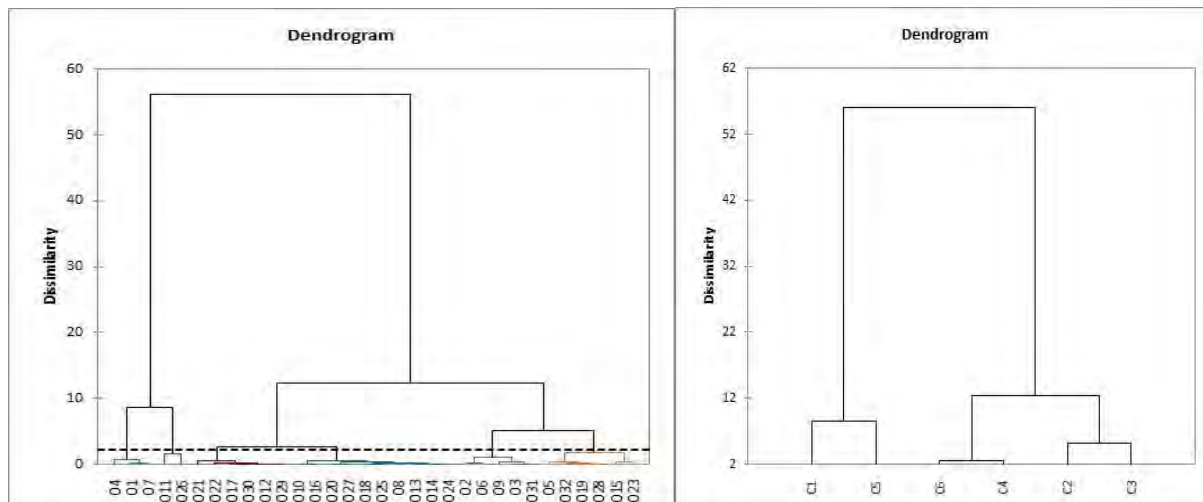 Dendrogram
Dissimilarity
60
50
40
30
20
10
0
O4
O1
O7
O11
O26
O21
O22
O17
O30
O12
O29
O10
O16
O20
O27
O18
O25
O8
O13
O14
O24
O2
O6
O9
O3
O31
O5
O32
O19
O28
O15
O23
Dendrogram
Dissimilarity
62
52
42
32
22
12
2
C1
C5
C6
C4
C2
C3